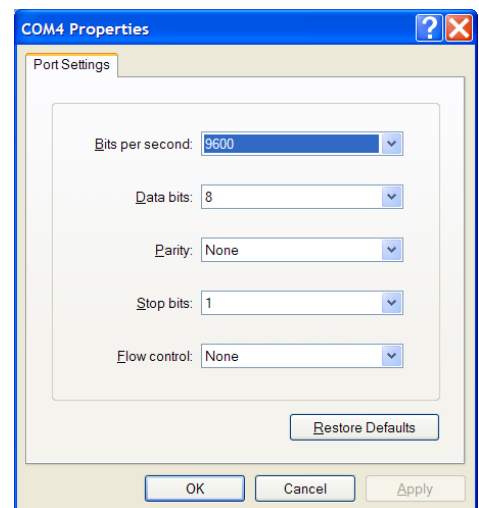 COM4 Properties
Port Settings
Bits per second: 9600
Data bits: 8
Parity: None
Stop bits: 1
Flow control: None
Restore Defaults
OK Cancel Apply